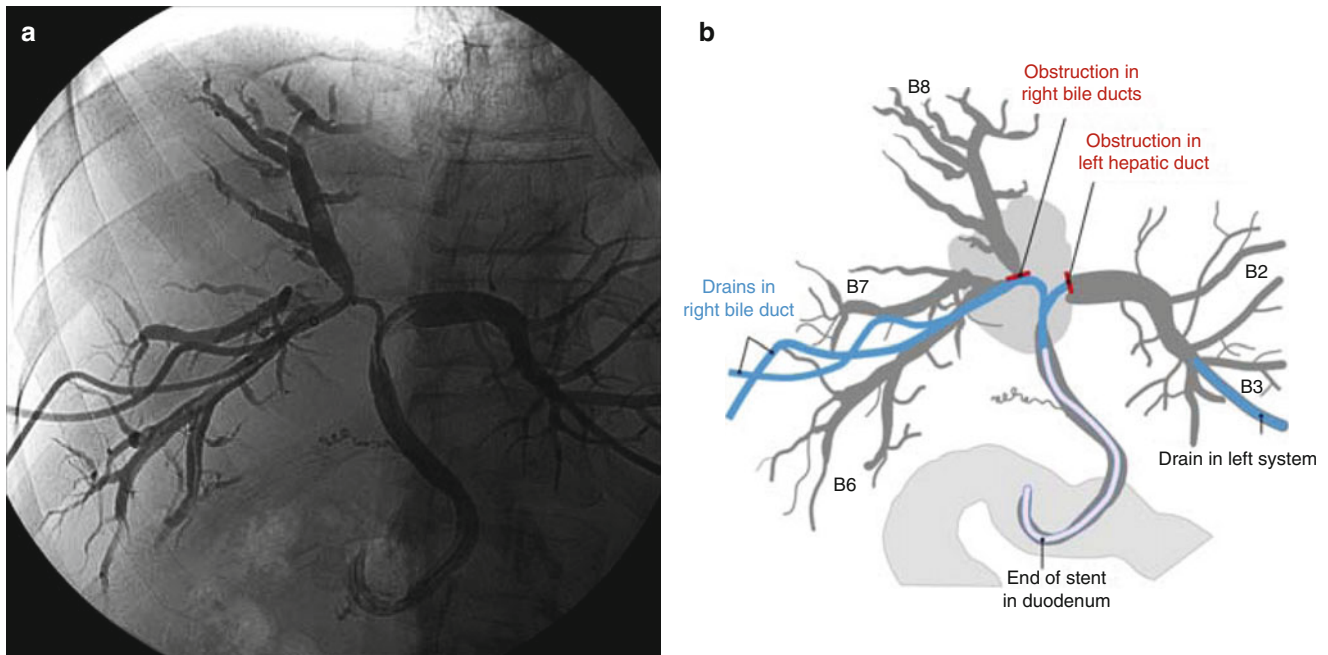 a
b
Obstruction in
right bile ducts
B8
Obstruction in
left hepatic duct
B7
Drains in
right bile duct
B2
B3
Drain in left system
B6
End of stent
in duodenum